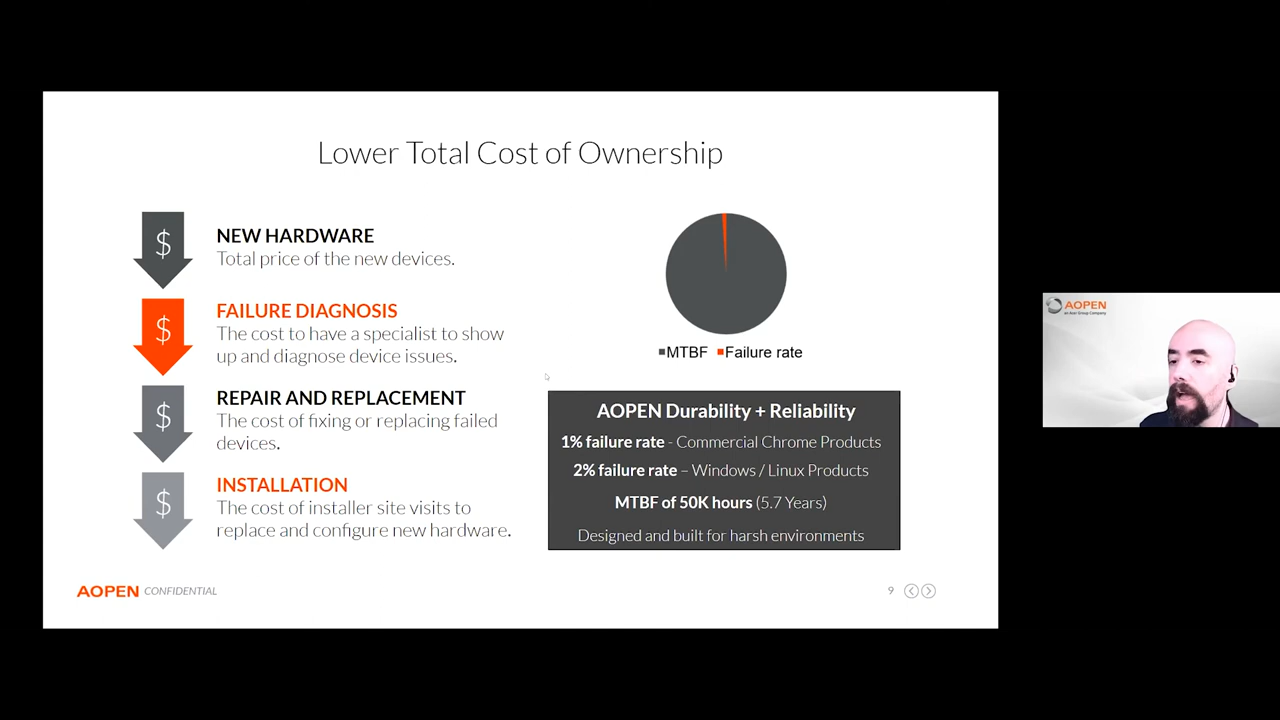 Lower Total Cost of Ownership
$
NEW HARDWARE
Total price of the new devices.
$
FAILURE DIAGNOSIS
The cost to have a specialist to show
up and diagnose device issues.
$
REPAIR AND REPLACEMENT
The cost of fixing or replacing failed
devices.
$
INSTALLATION
The cost of installer site visits to
replace and configure new hardware.
MTBF Failure rate
AOPEN Durability + Reliability
1% failure rate - Commercial Chrome Products
2% failure rate – Windows / Linux Products
MTBF of 50K hours (5.7 Years)
Designed and built for harsh environments
AOPEN CONFIDENTIAL
9
AOPEN
an Acer Group Company